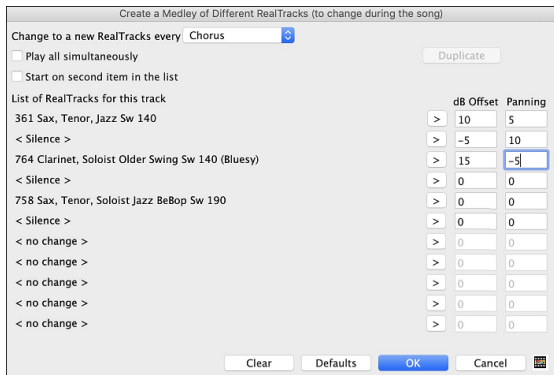 Create a Medley of Different RealTracks (to change during the song)
Change to a new RealTracks every Chorus
Play all simultaneously Duplicate
Start on second item in the list
List of RealTracks for this track dB Offset Panning
361 Sax, Tenor, Jazz Sw 140 > 10 5
< Silence > > -5 10
764 Clarinet, Soloist Older Swing Sw 140 (Bluesy) > 15 -5
< Silence > > 0 0
758 Sax, Tenor, Soloist Jazz BeBop Sw 190 > 0 0
< Silence > > 0 0
< no change > > 0 0
< no change > > 0 0
< no change > > 0 0
< no change > > 0 0
< no change > > 0 0
Clear Defaults OK Cancel